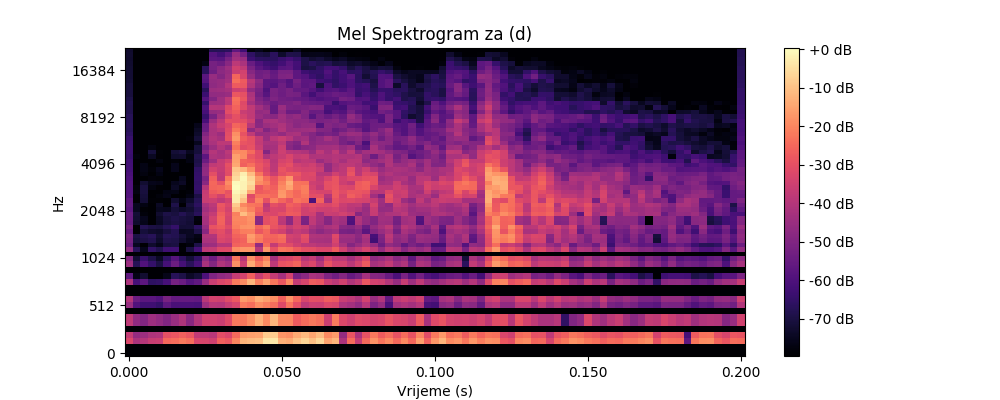 Mel Spektrogram za (d)
Hz
16384
8192
4096
2048
1024
512
0
0.000 0.050 0.100 0.150 0.200
Vrijeme (s)
+0 dB
-10 dB
-20 dB
-30 dB
-40 dB
-50 dB
-60 dB
-70 dB